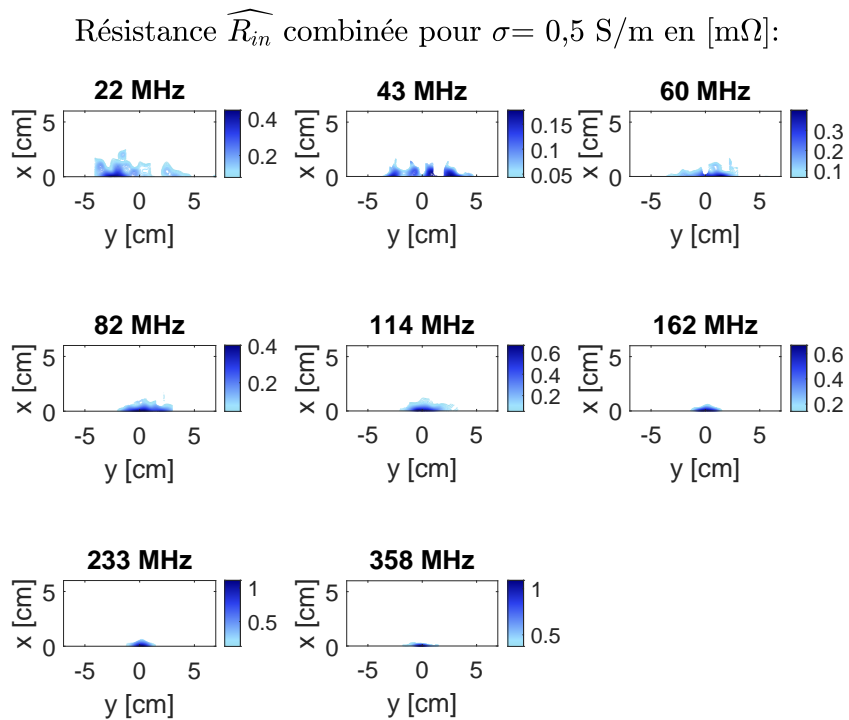 Résistance R̂_in combinée pour σ= 0,5 S/m en [mΩ]:
22 MHz
x [cm]
5
0
-5 0 5
y [cm]
0.4
0.2
43 MHz
x [cm]
5
0
-5 0 5
y [cm]
0.15
0.1
0.05
60 MHz
x [cm]
5
0
-5 0 5
y [cm]
0.3
0.2
0.1
82 MHz
x [cm]
5
0
-5 0 5
y [cm]
0.4
0.2
114 MHz
x [cm]
5
0
-5 0 5
y [cm]
0.6
0.4
0.2
162 MHz
x [cm]
5
0
-5 0 5
y [cm]
0.6
0.4
0.2
233 MHz
x [cm]
5
0
-5 0 5
y [cm]
1
0.5
358 MHz
x [cm]
5
0
-5 0 5
y [cm]
1
0.5